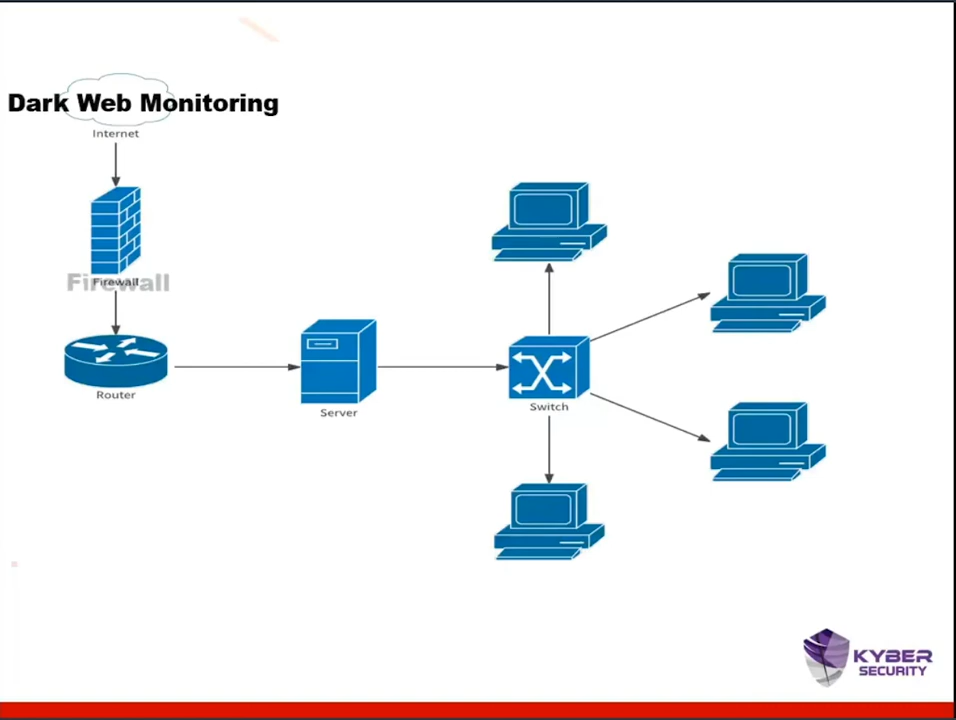 Dark Web Monitoring
Internet
Firewall
Firewall
Router
Server
Switch
KYBER
SECURITY